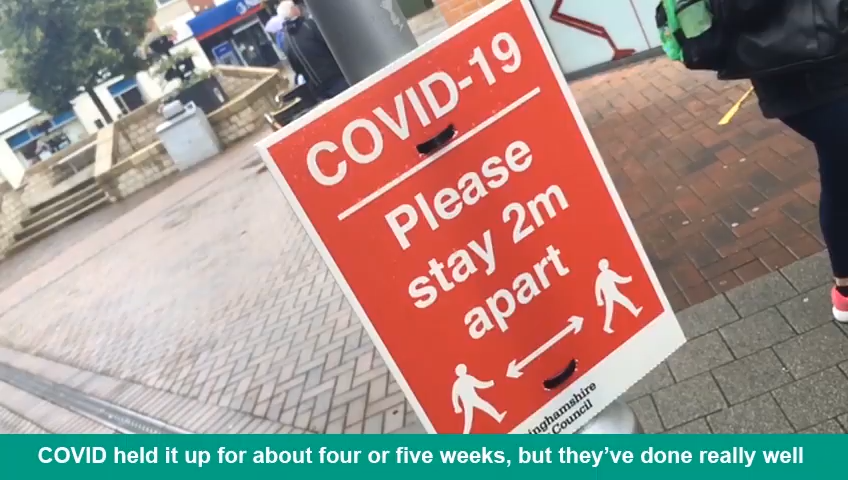 COVID-19
Please
stay 2m
apart
inghamshire
Council
COVID held it up for about four or five weeks, but they've done really well